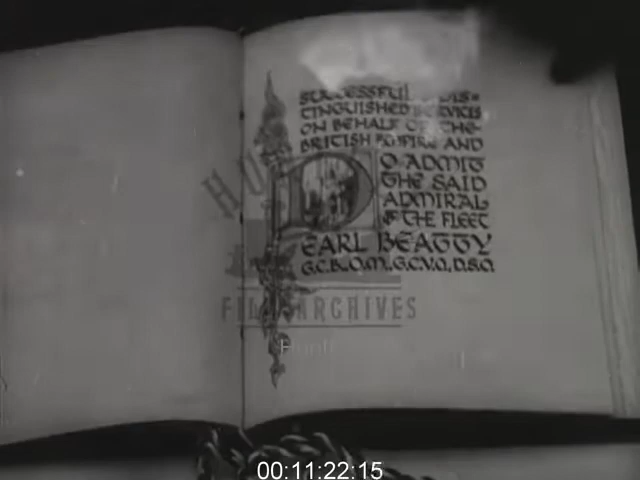 SUCCESSFUL DIS-
TINGUISHED SERVICES
ON BEHALF OF THE
BRITISH EMPIRE AND
DO ADMIT
THE SAID
ADMIRAL
OF THE FLEET
EARL BEATTY
G.C.B., O.M., G.C.V.O., D.S.O.
FILM ARCHIVES
00:11:22:15